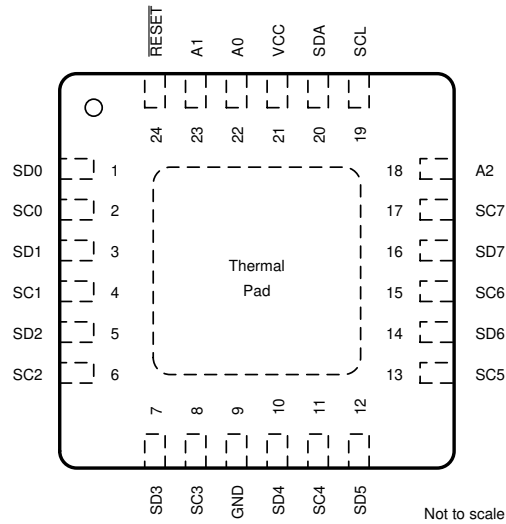 RESET A1 A0 VCC SDA SCL
24 23 22 21 20 19
SD0 1 18 A2
SC0 2 17 SC7
SD1 3 16 SD7
SC1 4 15 SC6
SD2 5 14 SD6
SC2 6 13 SC5
Thermal
Pad
7 8 9 10 11 12
SD3 SC3 GND SD4 SC4 SD5
Not to scale